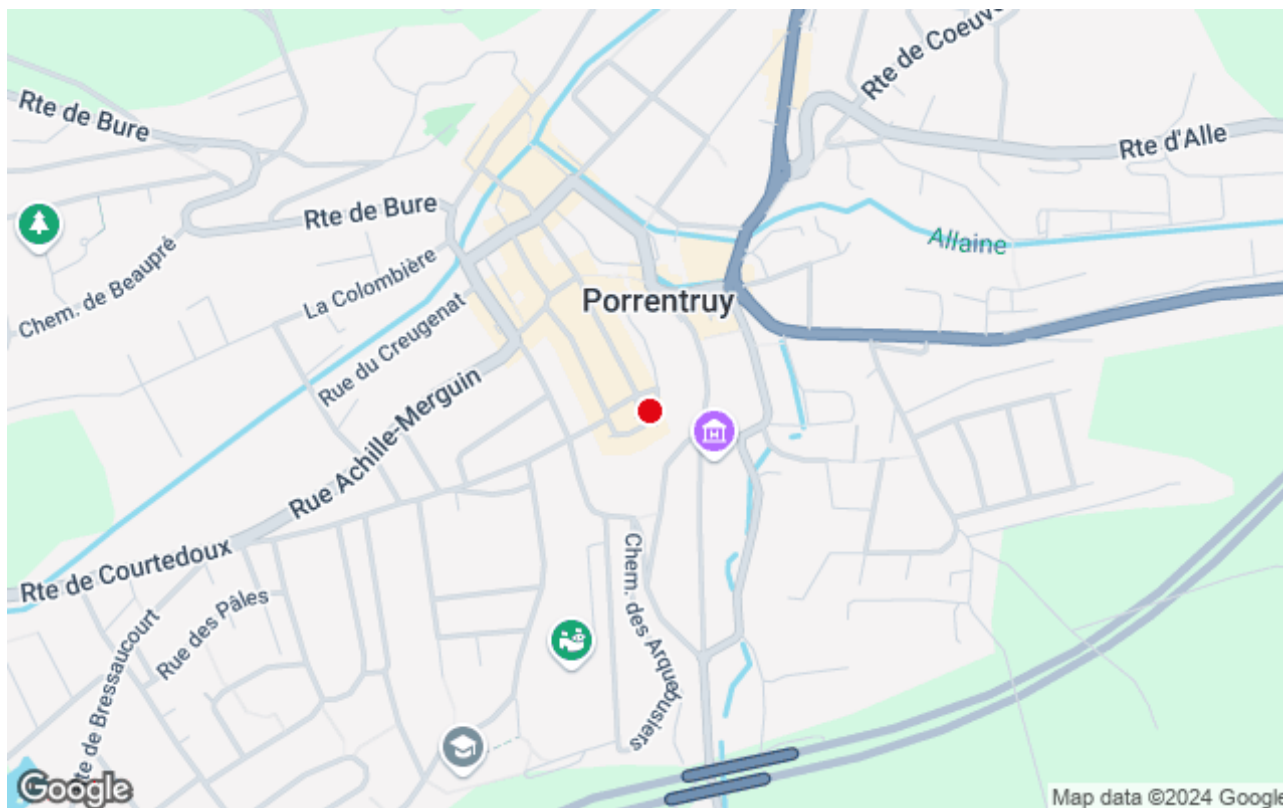 Rte de Coeuv
Rte de Bure
Rte d'Alle
Rte de Bure
Allaine
Chem. de Beaupré
La Colombière
Porrentruy
Rue du Creugenat
Rue Achille-Merguin
Rte de Courtedoux
Rue des Pâles
Chem. des Arquebusiers
te de Bressaucourt
Google
Map data ©2024 Google